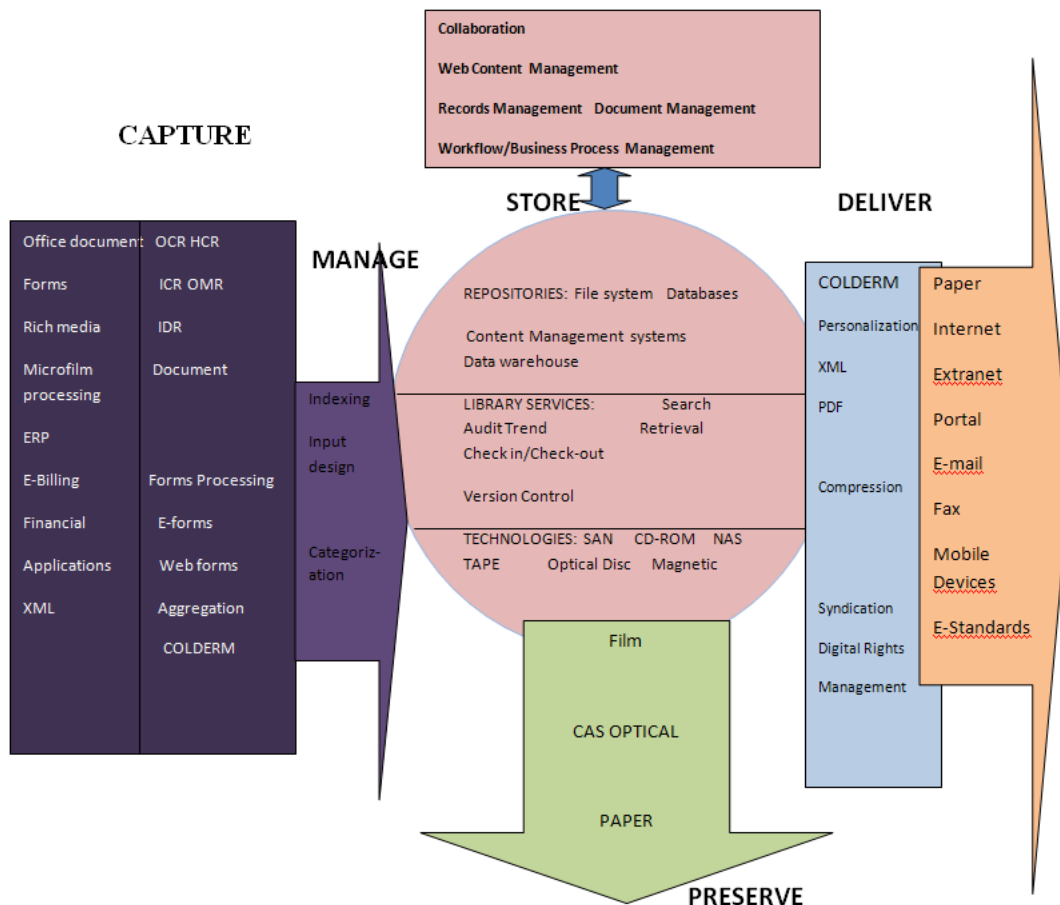 Collaboration
Web Content Management
Records Management Document Management
Workflow/Business Process Management
CAPTURE
STORE
DELIVER
MANAGE
Office document
Forms
Rich media
Microfilm
processing
ERP
E-Billing
Financial
Applications
XML
OCR HCR
ICR OMR
IDR
Document
Forms Processing
E-forms
Web forms
Aggregation
COLDERM
Indexing
Input
design
Categoriz-
ation
REPOSITORIES: File system Databases
Content Management systems
Data warehouse
LIBRARY SERVICES: Search
Audit Trend Retrieval
Check in/Check-out
Version Control
TECHNOLOGIES: SAN CD-ROM NAS
TAPE Optical Disc Magnetic
COLDERM
Personalization
XML
PDF
Compression
Syndication
Digital Rights
Management
Paper
Internet
Extranet
Portal
E-mail
Fax
Mobile
Devices
E-Standards
Film
CAS OPTICAL
PAPER
PRESERVE